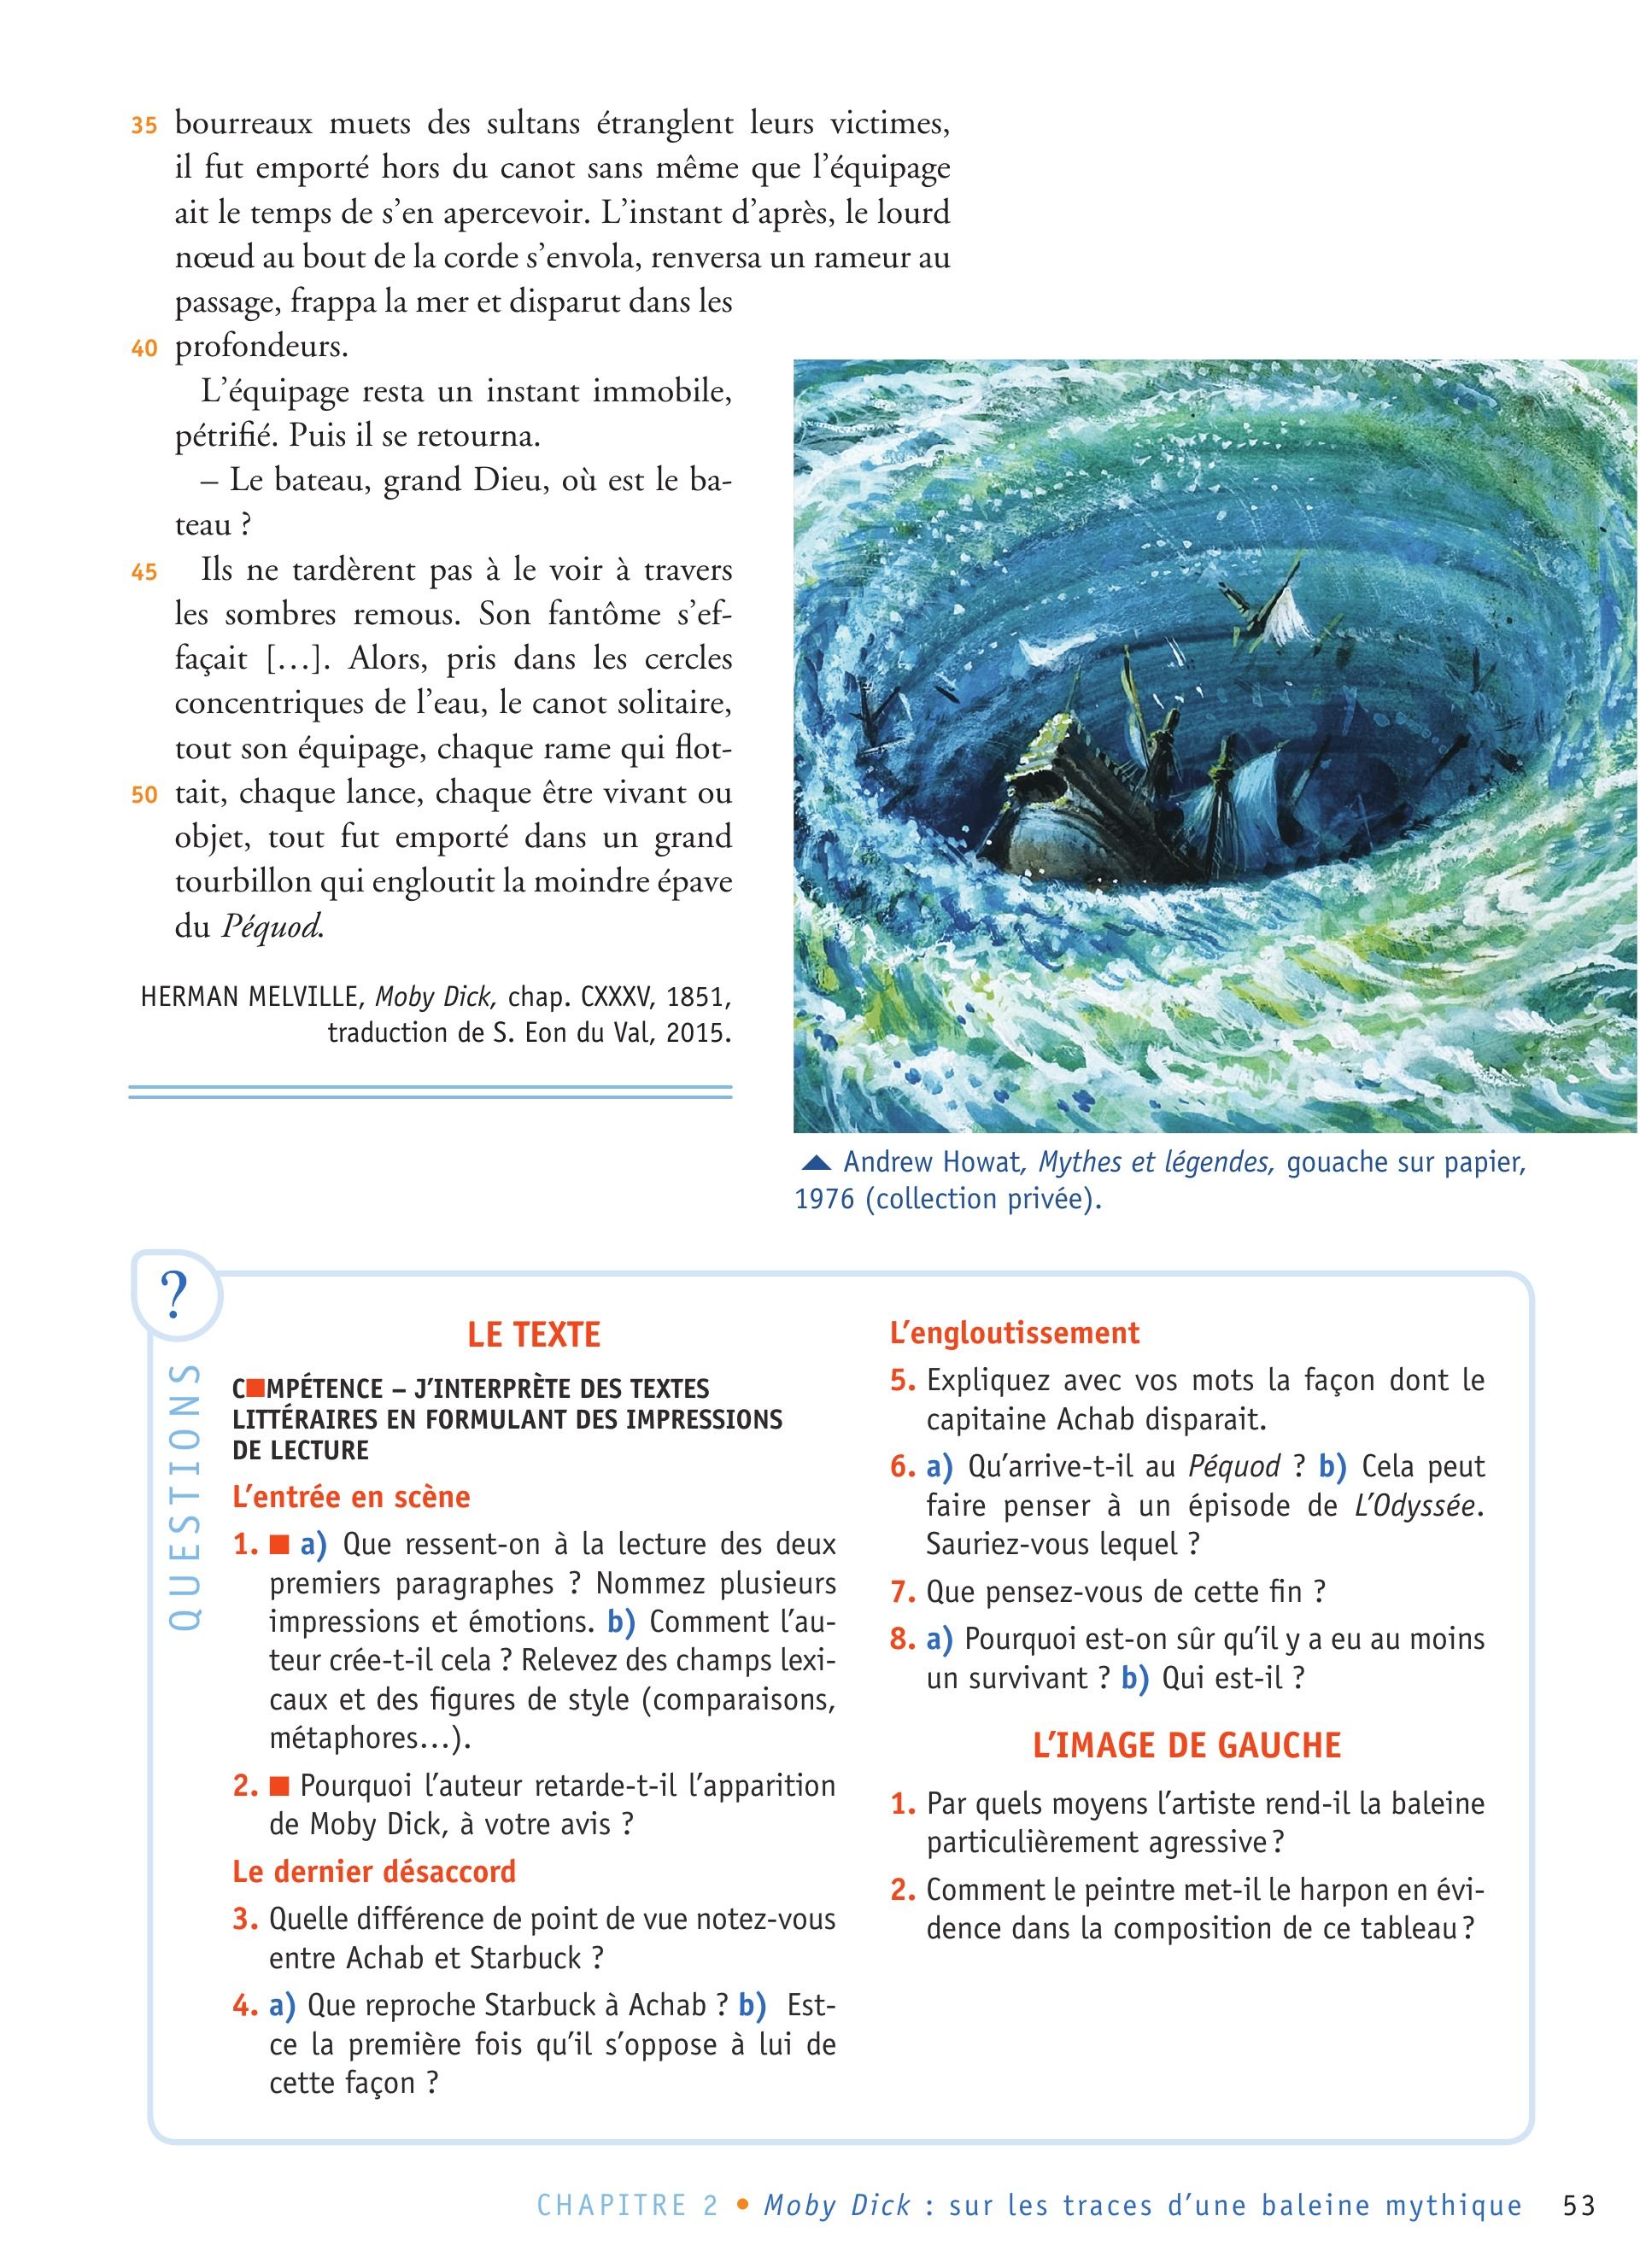 35 bourreaux muets des sultans étranglent leurs victimes,
il fut emporté hors du canot sans même que l’équipage
ait le temps de s’en apercevoir. L’instant d’après, le lourd
nœud au bout de la corde s’envola, renversa un rameur au
passage, frappa la mer et disparut dans les
40 profondeurs.
L’équipage resta un instant immobile,
pétrifié. Puis il se retourna.
– Le bateau, grand Dieu, où est le ba-
teau ?
45 Ils ne tardèrent pas à le voir à travers
les sombres remous. Son fantôme s’ef-
façait […]. Alors, pris dans les cercles
concentriques de l’eau, le canot solitaire,
tout son équipage, chaque rame qui flot-
50 tait, chaque lance, chaque être vivant ou
objet, tout fut emporté dans un grand
tourbillon qui engloutit la moindre épave
du Péquod.
HERMAN MELVILLE, Moby Dick, chap. CXXXV, 1851,
traduction de S. Eon du Val, 2015.
▲ Andrew Howat, Mythes et légendes, gouache sur papier,
1976 (collection privée).
?
QUESTIONS
LE TEXTE
C■MPÉTENCE – J’INTERPRÈTE DES TEXTES
LITTÉRAIRES EN FORMULANT DES IMPRESSIONS
DE LECTURE
L’entrée en scène
1. ■ a) Que ressent-on à la lecture des deux
premiers paragraphes ? Nommez plusieurs
impressions et émotions. b) Comment l’au-
teur crée-t-il cela ? Relevez des champs lexi-
caux et des figures de style (comparaisons,
métaphores…).
2. ■ Pourquoi l’auteur retarde-t-il l’apparition
de Moby Dick, à votre avis ?
Le dernier désaccord
3. Quelle différence de point de vue notez-vous
entre Achab et Starbuck ?
4. a) Que reproche Starbuck à Achab ? b) Est-
ce la première fois qu’il s’oppose à lui de
cette façon ?
L’engloutissement
5. Expliquez avec vos mots la façon dont le
capitaine Achab disparait.
6. a) Qu’arrive-t-il au Péquod ? b) Cela peut
faire penser à un épisode de L’Odyssée.
Sauriez-vous lequel ?
7. Que pensez-vous de cette fin ?
8. a) Pourquoi est-on sûr qu’il y a eu au moins
un survivant ? b) Qui est-il ?
L’IMAGE DE GAUCHE
1. Par quels moyens l’artiste rend-il la baleine
particulièrement agressive ?
2. Comment le peintre met-il le harpon en évi-
dence dans la composition de ce tableau ?
CHAPITRE 2 • Moby Dick : sur les traces d’une baleine mythique 53